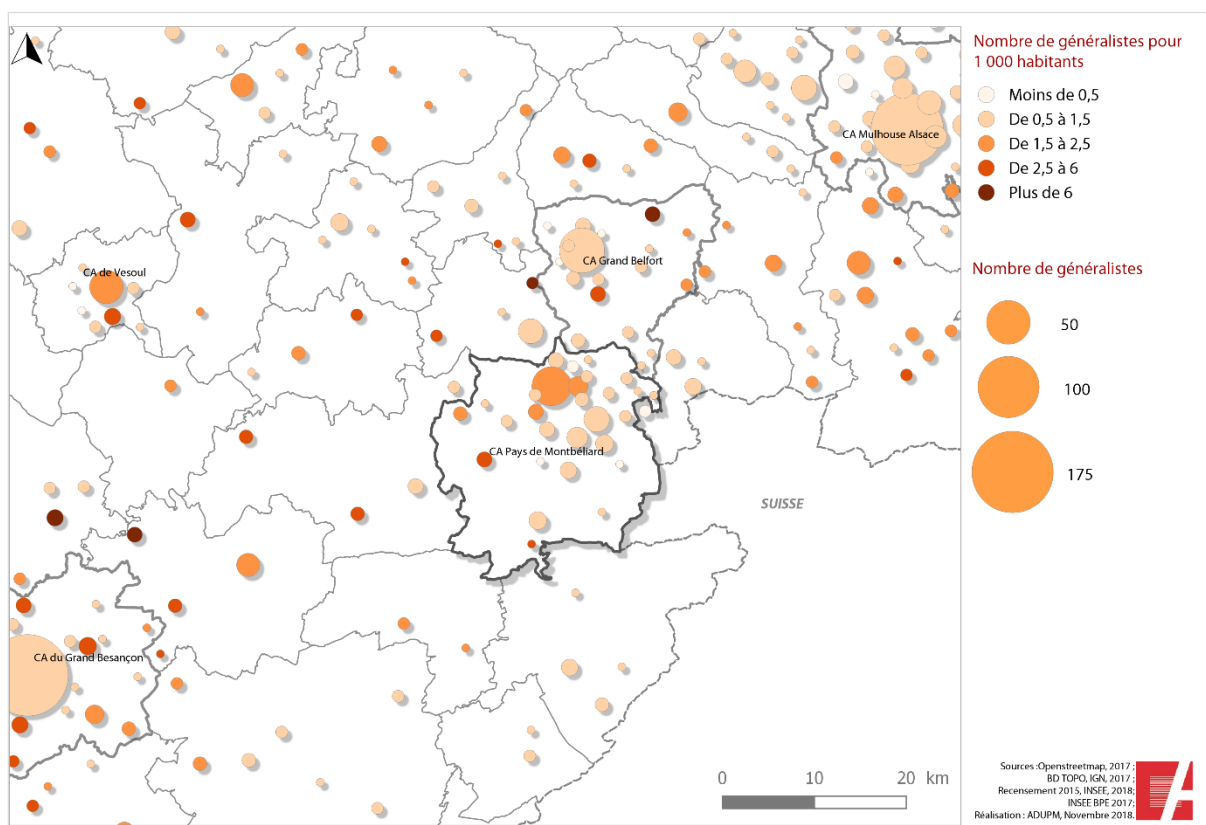 Nombre de généralistes pour
1 000 habitants
Moins de 0,5
De 0,5 à 1,5
De 1,5 à 2,5
De 2,5 à 6
Plus de 6
Nombre de généralistes
50
100
175
CA Mulhouse Alsace
CA Grand Belfort
CA de Vesoul
CA Pays de Montbéliard
SUISSE
CA du Grand Besançon
0 10 20 km
Sources :Openstreetmap, 2017 ;
BD TOPO, IGN, 2017 ;
Recensement 2015, INSEE, 2018;
INSEE BPE 2017;
Réalisation : ADUPM, Novembre 2018.